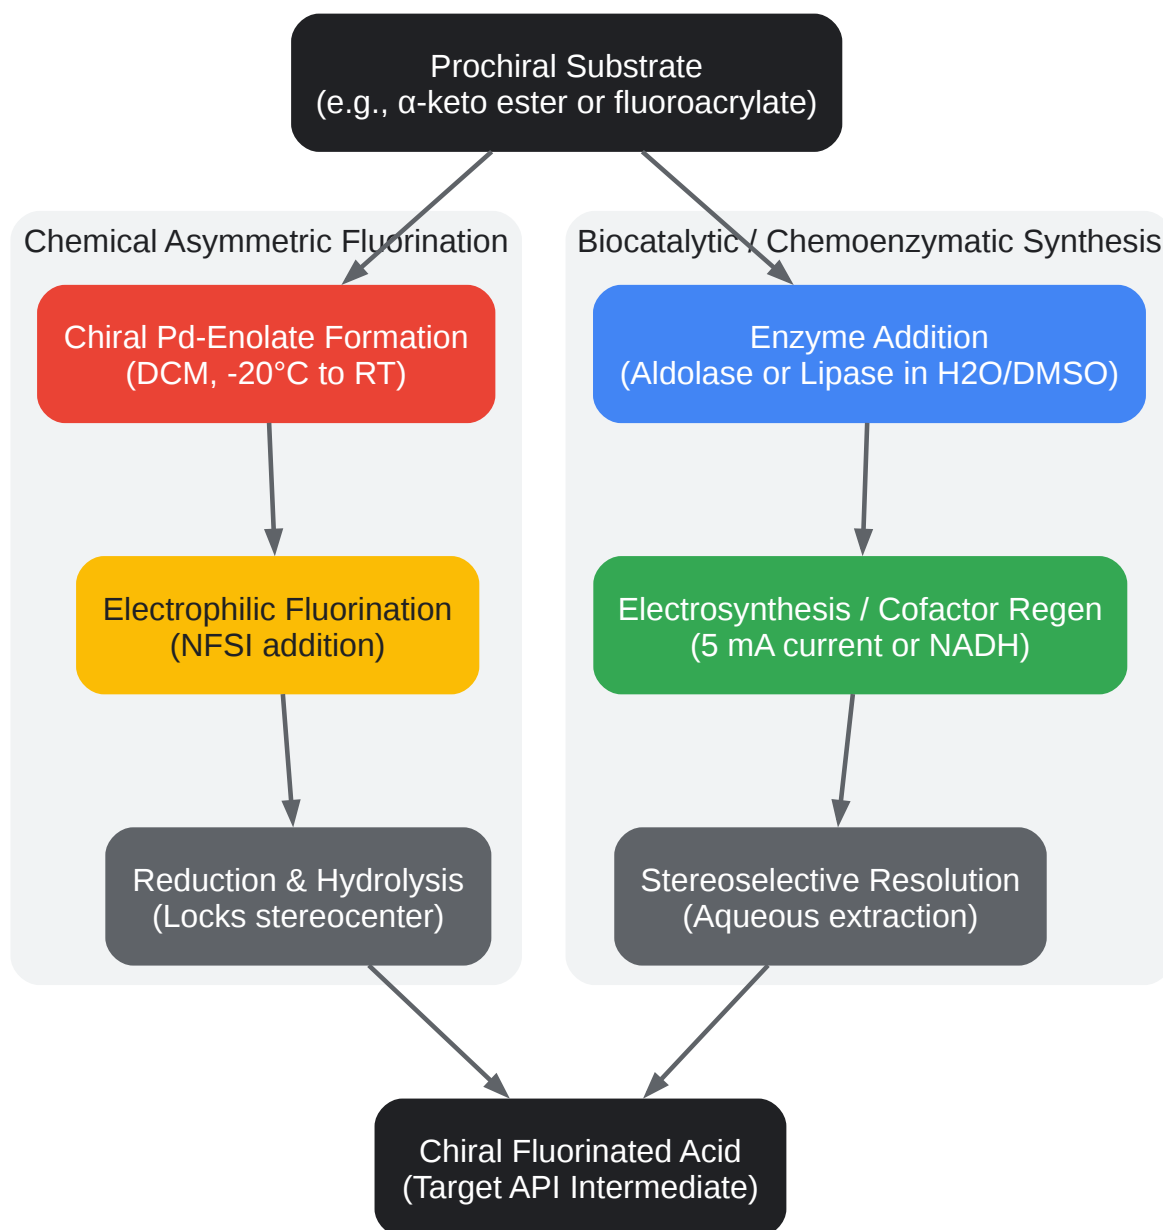 Prochiral Substrate
(e.g., α-keto ester or fluoroacrylate)
Chemical Asymmetric Fluorination
Chiral Pd-Enolate Formation
(DCM, -20°C to RT)
Electrophilic Fluorination
(NFSI addition)
Reduction & Hydrolysis
(Locks stereocenter)
Biocatalytic / Chemoenzymatic Synthesis
Enzyme Addition
(Aldolase or Lipase in H2O/DMSO)
Electrosynthesis / Cofactor Regen
(5 mA current or NADH)
Stereoselective Resolution
(Aqueous extraction)
Chiral Fluorinated Acid
(Target API Intermediate)